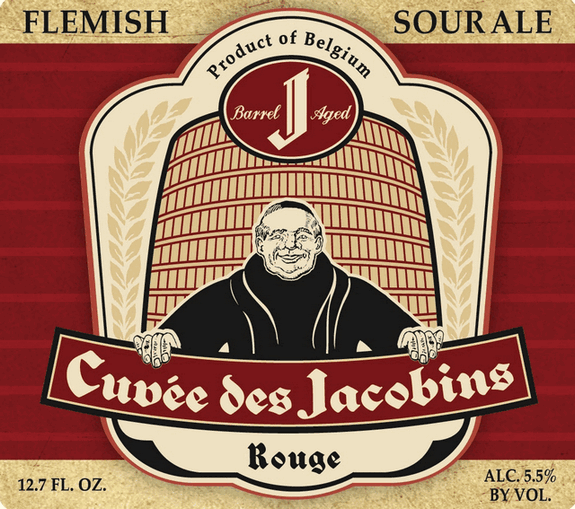 FLEMISH
SOUR ALE
Product of Belgium
Barrel J Aged
Cuvée des Jacobins
Rouge
12.7 FL. OZ.
ALC. 5.5%
BY VOL.